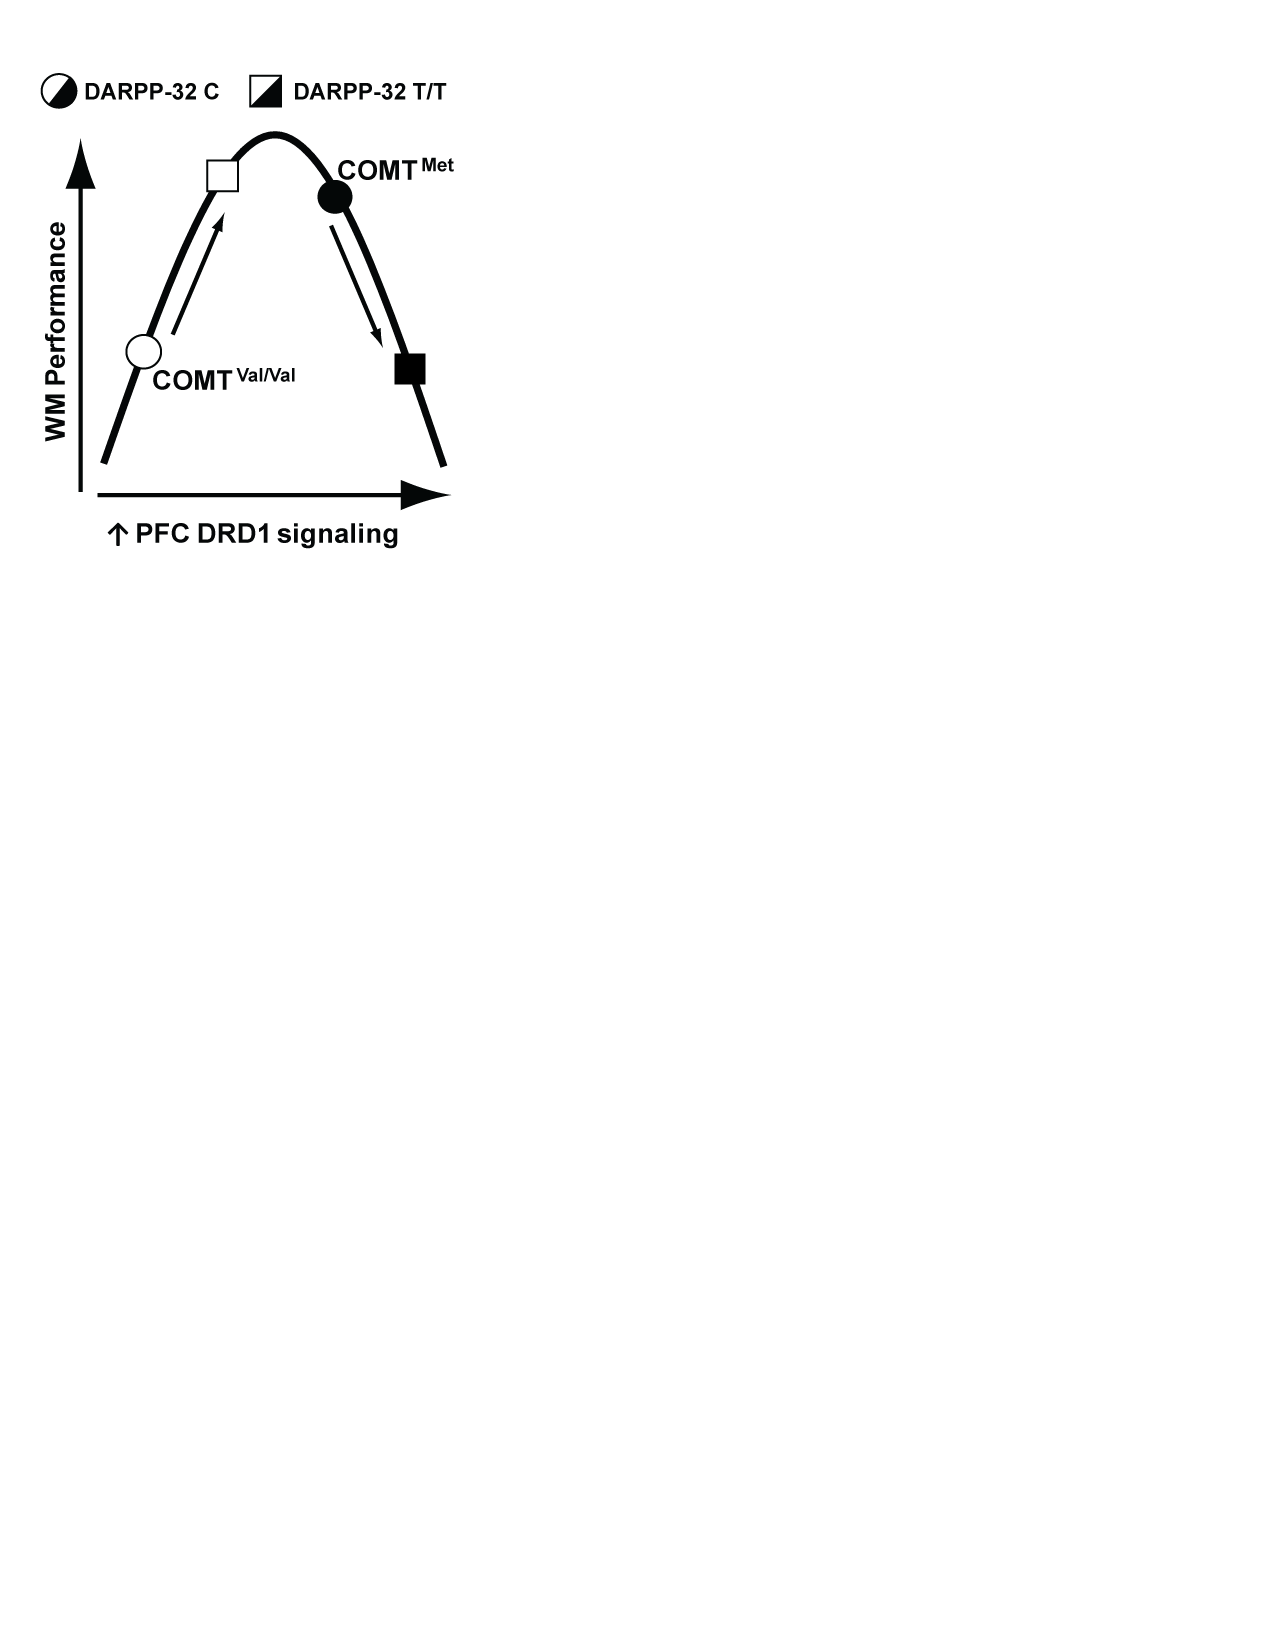 DARPP-32 C
DARPP-32 T/T
COMT Met
WM Performance
COMT Val/Val
↑ PFC DRD1 signaling